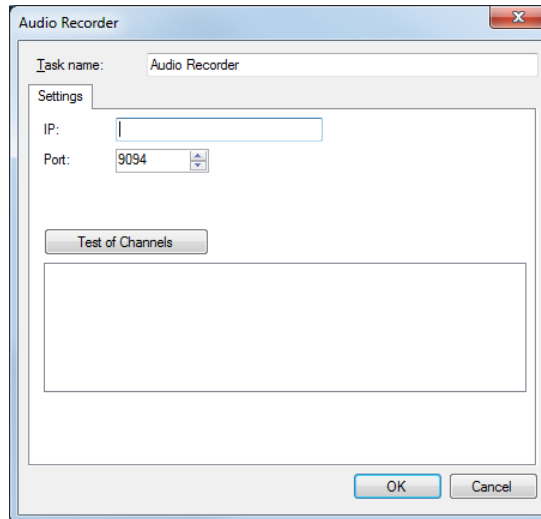 Audio Recorder
Task name: Audio Recorder
Settings
IP:
Port: 9094
Test of Channels
OK Cancel